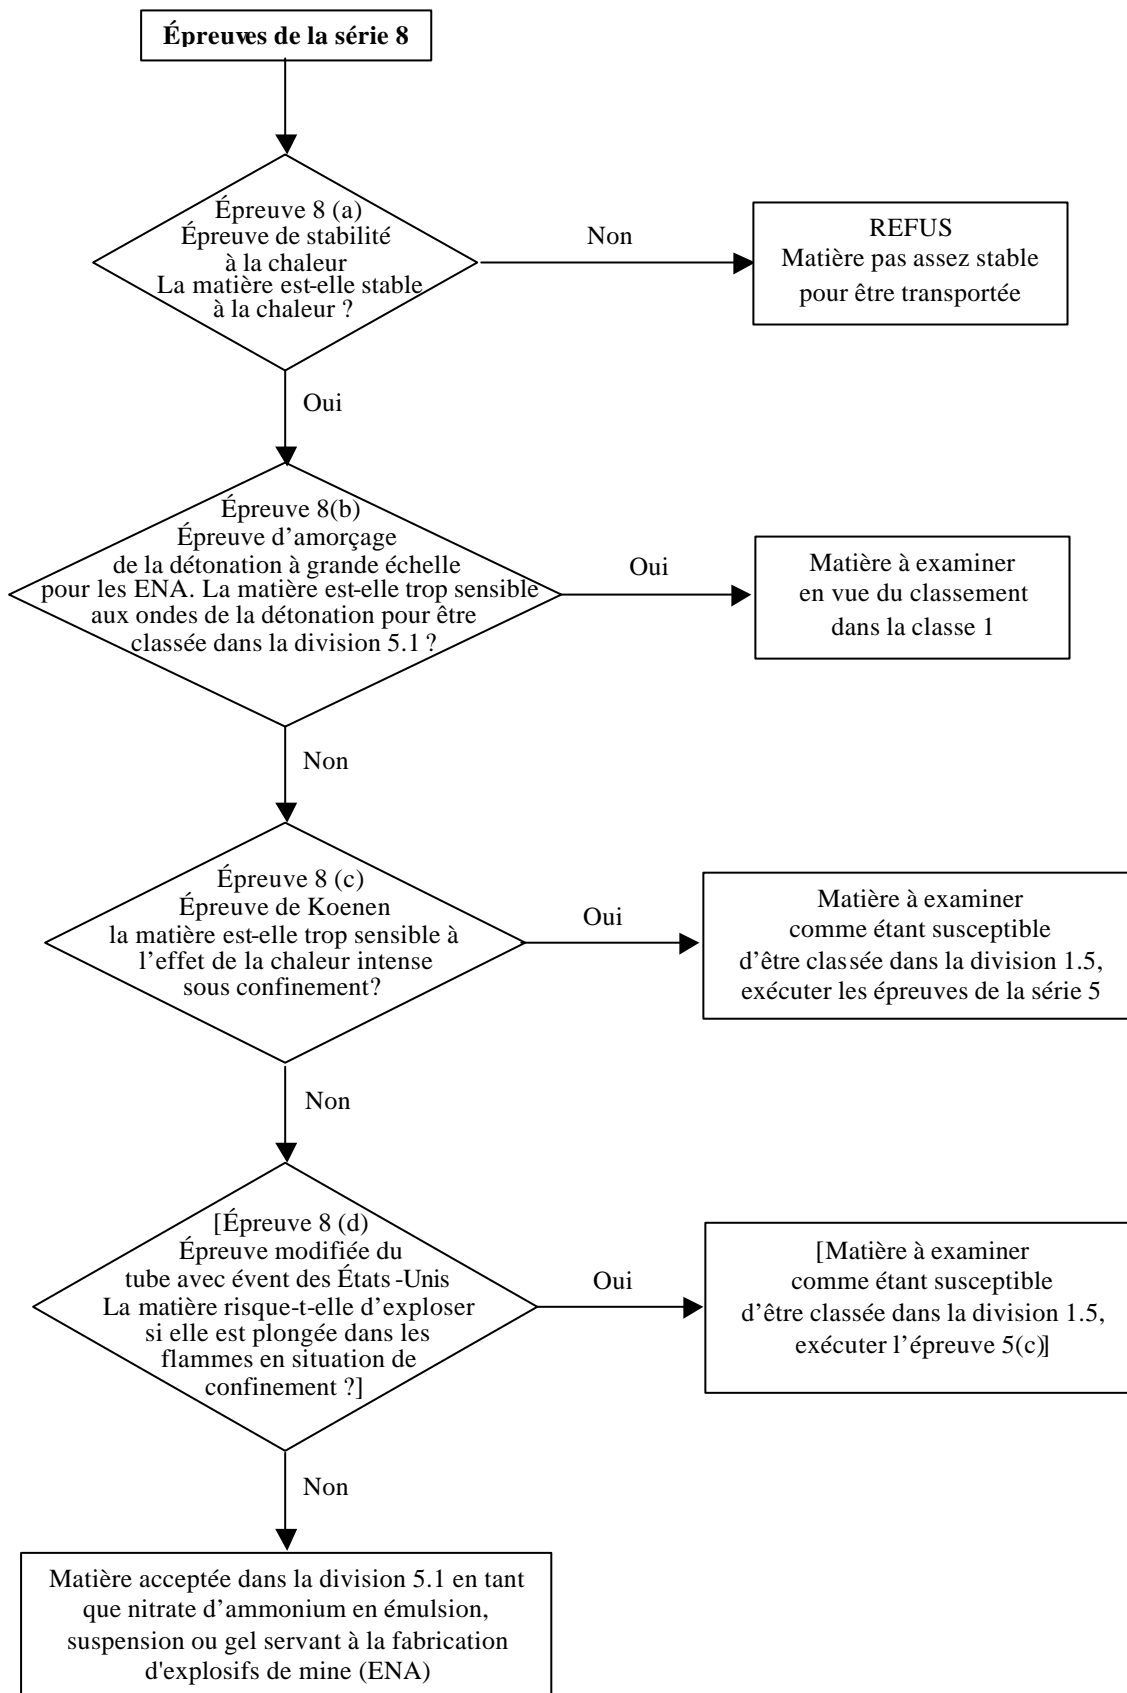 Épreuves de la série 8
Épreuve 8 (a)
Épreuve de stabilité
à la chaleur
La matière est-elle stable
à la chaleur ?
Non
REFUS
Matière pas assez stable
pour être transportée
Oui
Épreuve 8(b)
Épreuve d’amorçage
de la détonation à grande échelle
pour les ENA. La matière est-elle trop sensible
aux ondes de la détonation pour être
classée dans la division 5.1 ?
Oui
Matière à examiner
en vue du classement
dans la classe 1
Non
Épreuve 8 (c)
Épreuve de Koenen
la matière est-elle trop sensible à
l’effet de la chaleur intense
sous confinement?
Oui
Matière à examiner
comme étant susceptible
d’être classée dans la division 1.5,
exécuter les épreuves de la série 5
Non
[Épreuve 8 (d)
Épreuve modifiée du
tube avec évent des États-Unis
La matière risque-t-elle d’exploser
si elle est plongée dans les
flammes en situation de
confinement ?]
Oui
[Matière à examiner
comme étant susceptible
d’être classée dans la division 1.5,
exécuter l’épreuve 5(c)]
Non
Matière acceptée dans la division 5.1 en tant
que nitrate d’ammonium en émulsion,
suspension ou gel servant à la fabrication
d'explosifs de mine (ENA)